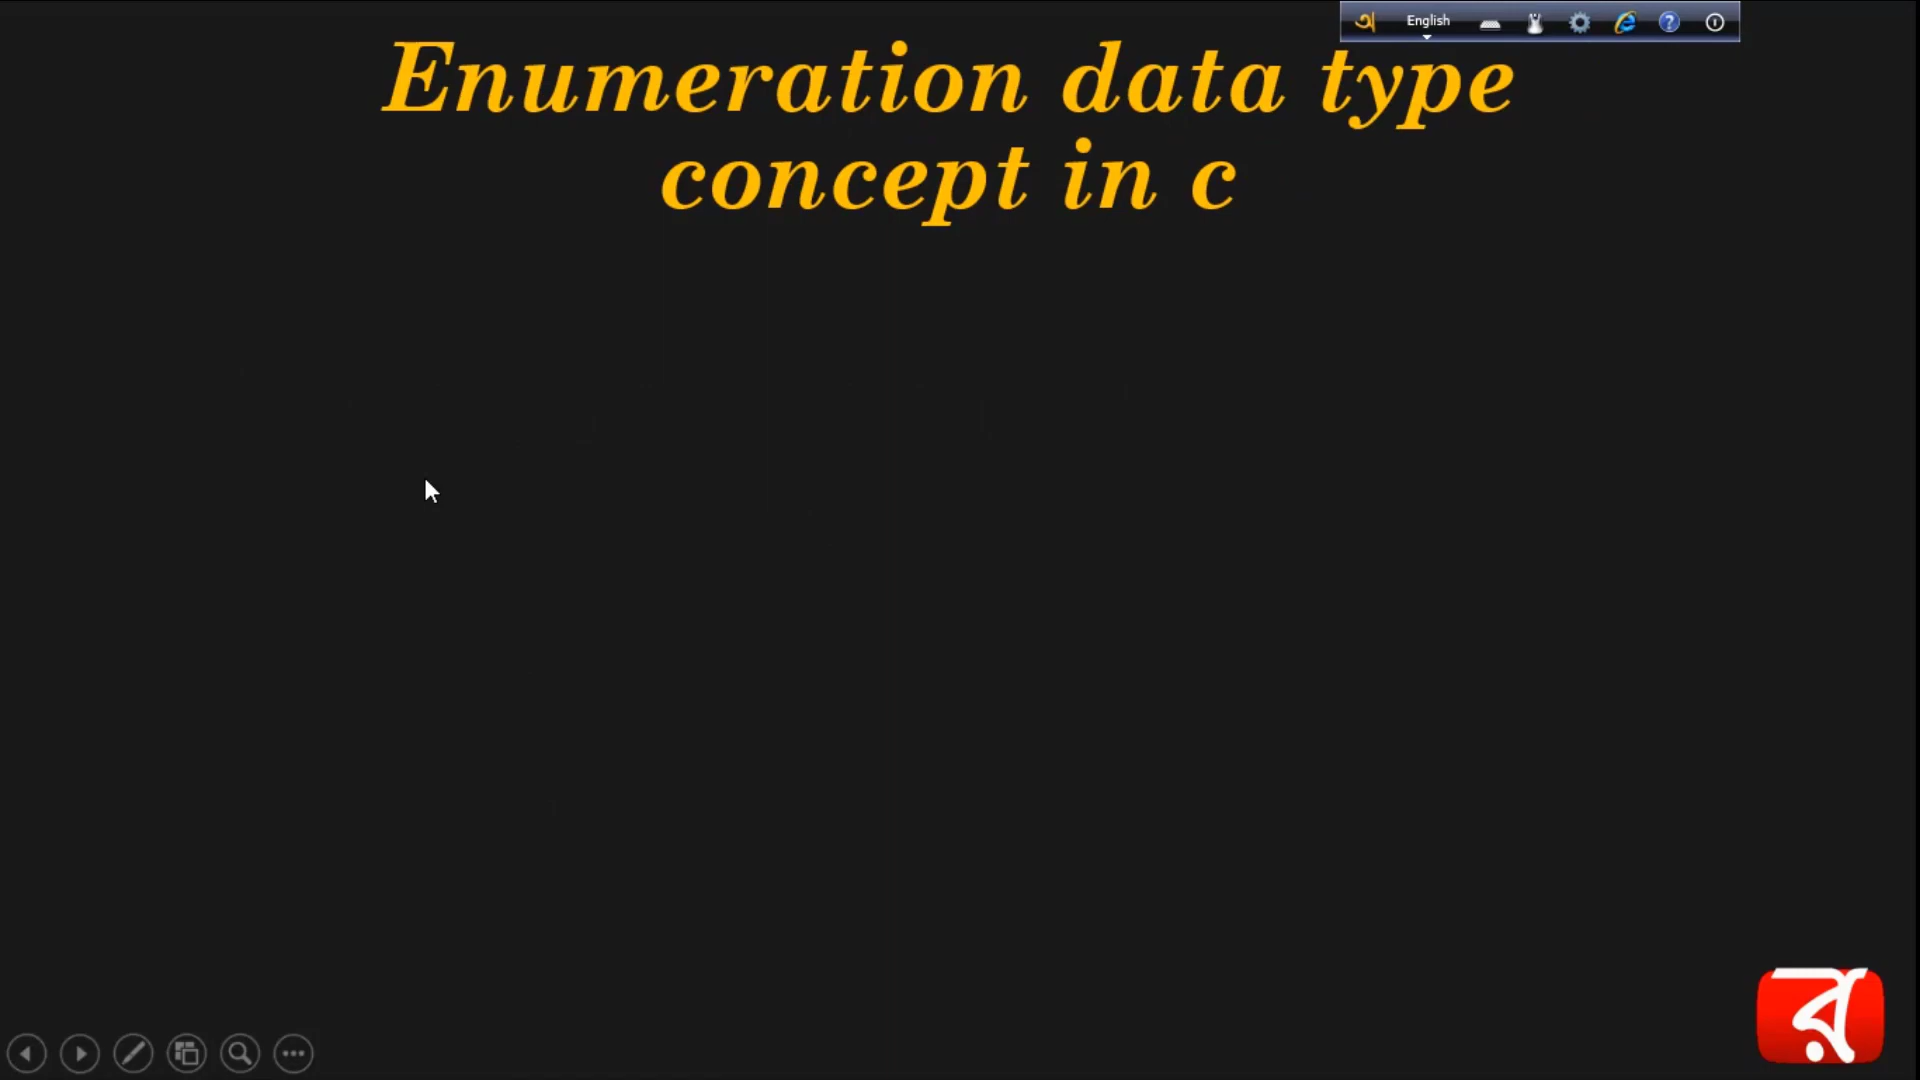 অ English
Enumeration data type
concept in c
র